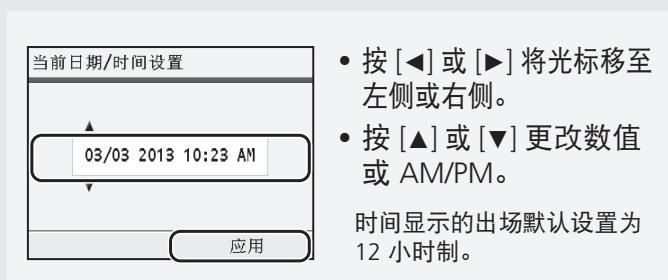 当前日期/时间设置
▲
03/03 2013 10:23 AM
▼
应用
• 按 [◀] 或 [▶] 将光标移至
左侧或右侧。
• 按 [▲] 或 [▼] 更改数值
或 AM/PM。
时间显示的出场默认设置为
12 小时制。